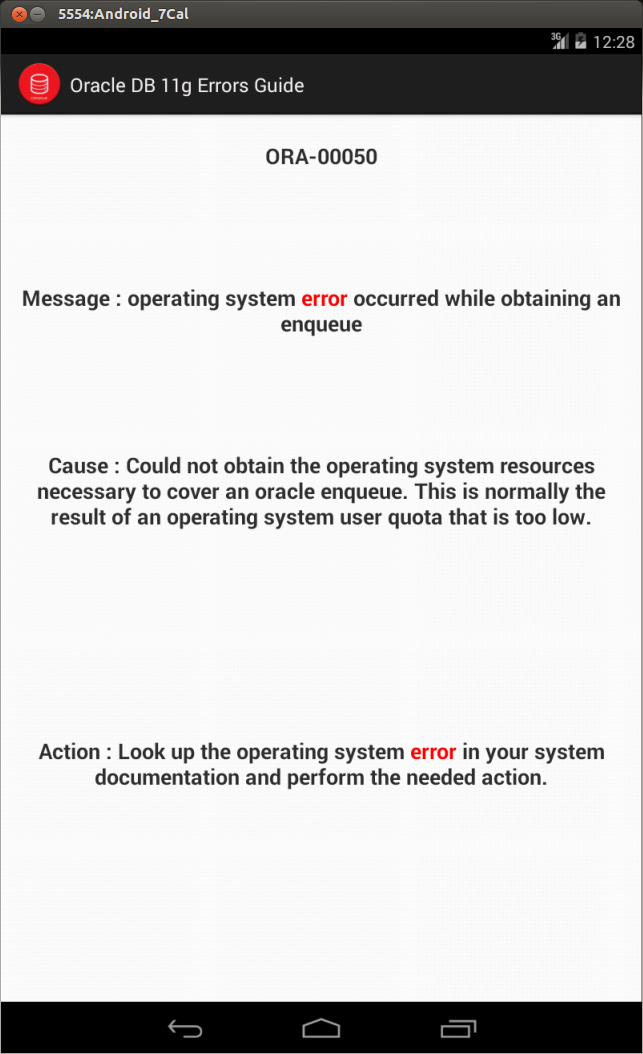 5554:Android_7Cal
3G 12:28
Oracle DB 11g Errors Guide
ORA-00050
Message : operating system error occurred while obtaining an
enqueue
Cause : Could not obtain the operating system resources
necessary to cover an oracle enqueue. This is normally the
result of an operating system user quota that is too low.
Action : Look up the operating system error in your system
documentation and perform the needed action.